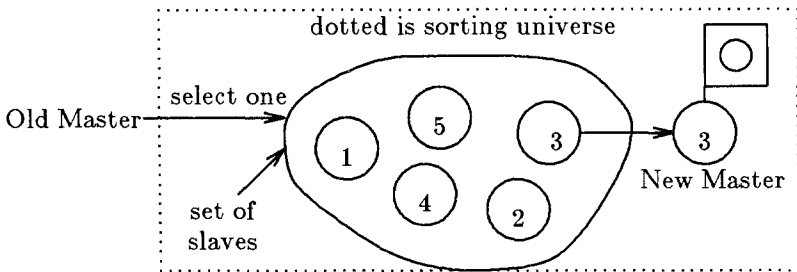 dotted is sorting universe
select one
Old Master
5
3
3
1
New Master
4
2
set of
slaves